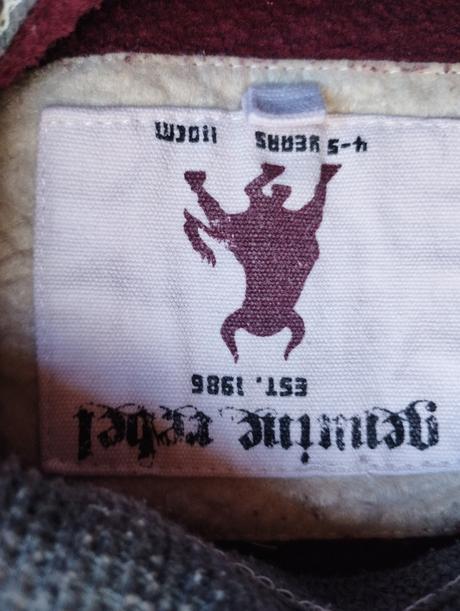 genuine rebel
EST. 1986
4-5 YEARS 110CM